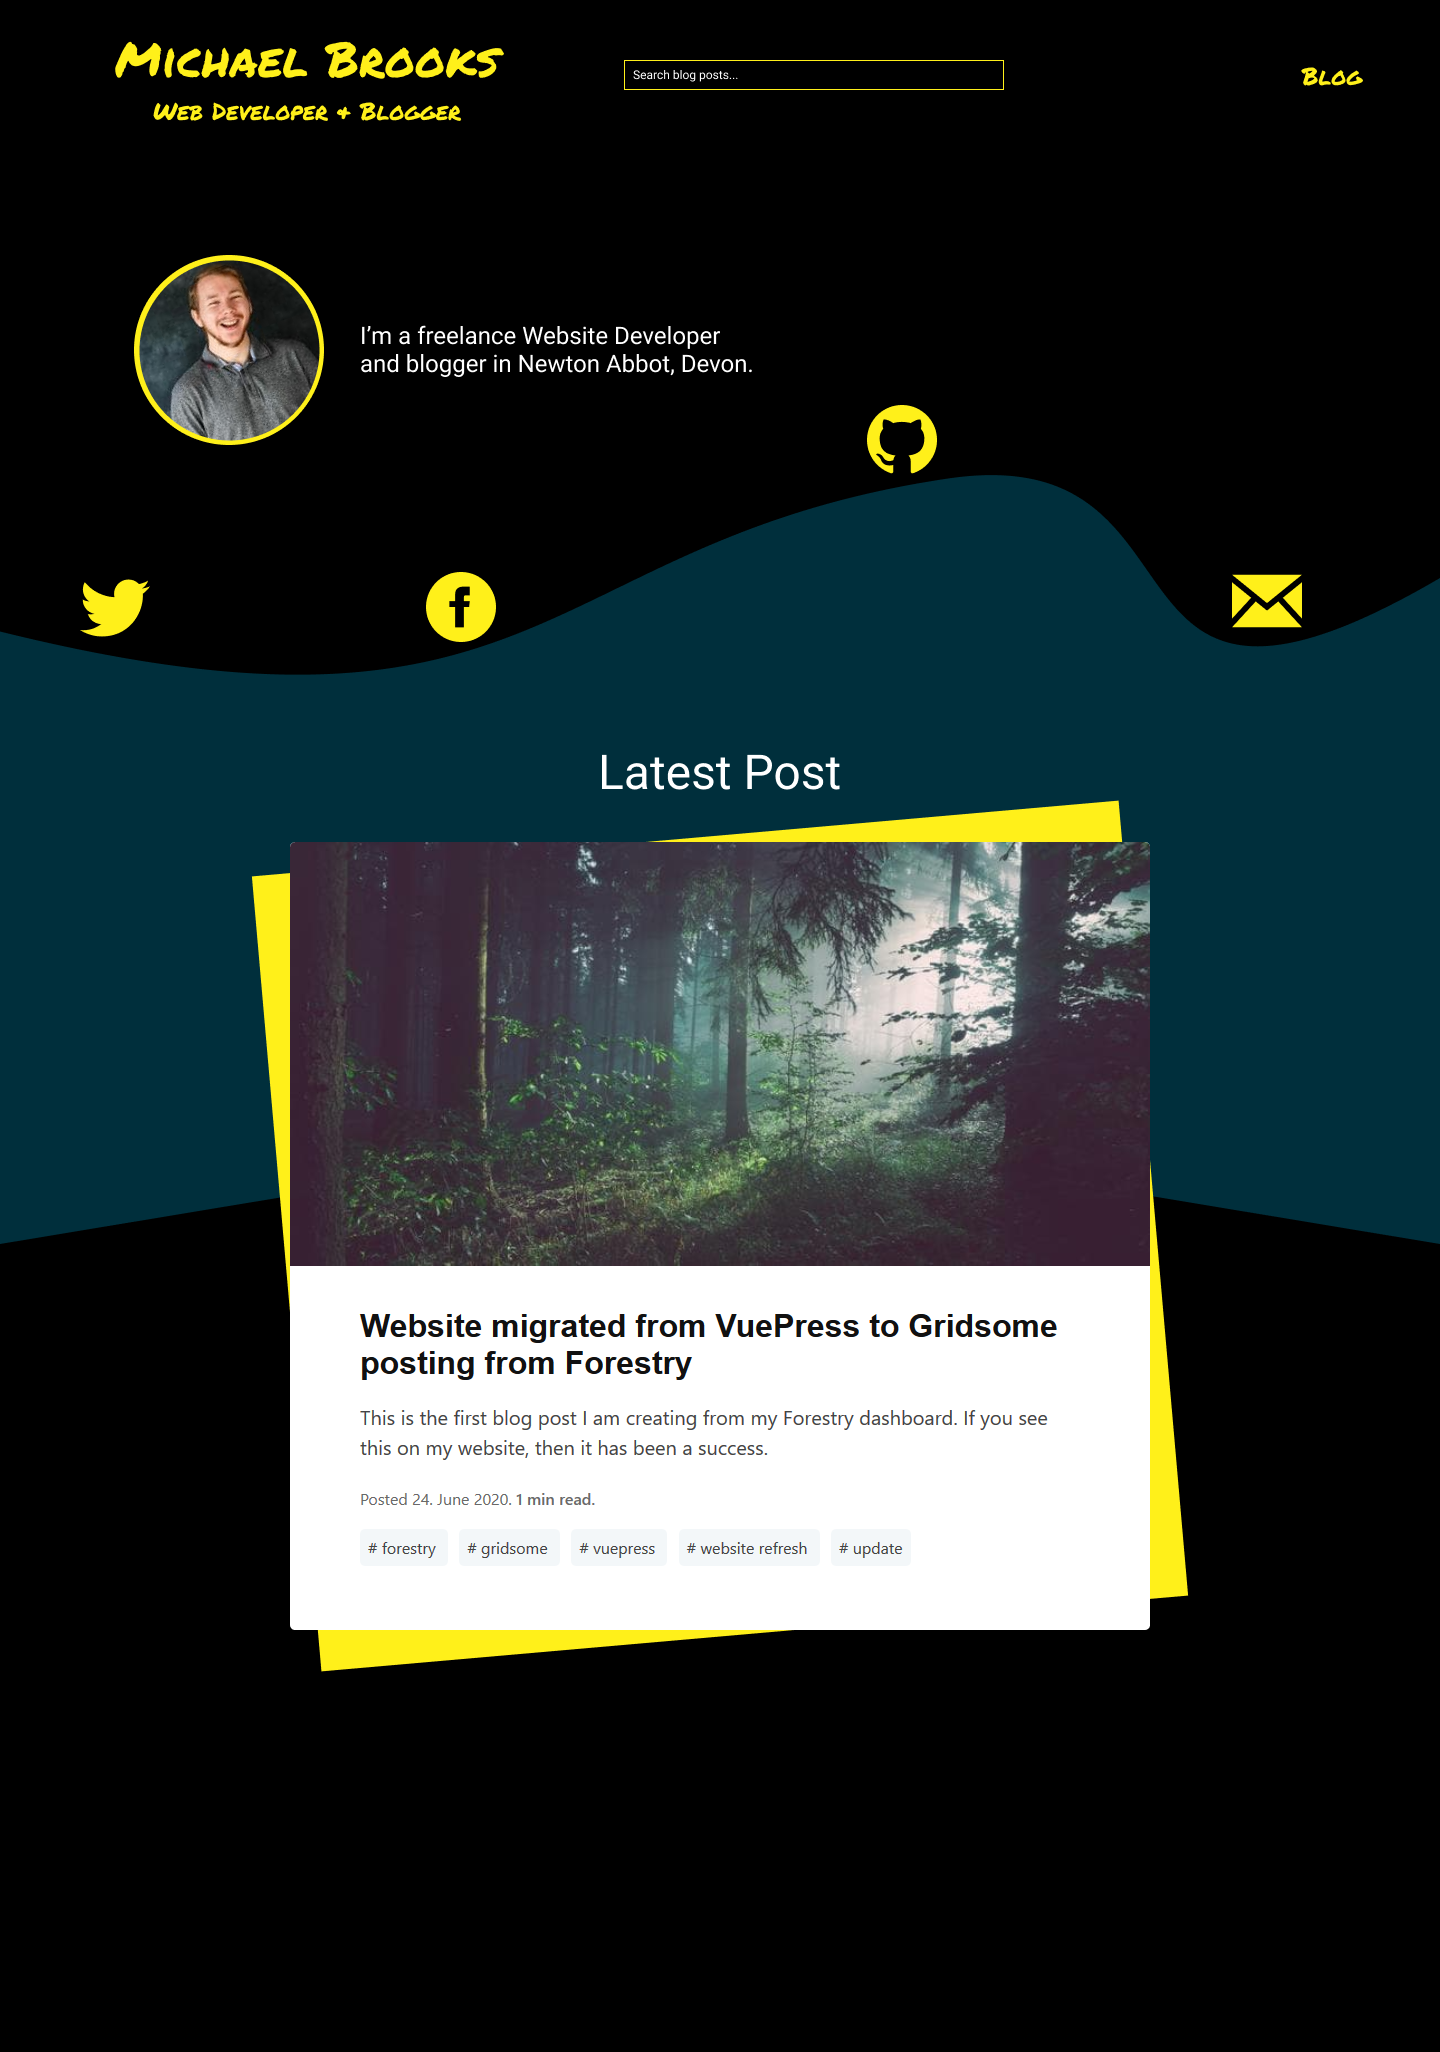 Michael Brooks
Web Developer & Blogger
Search blog posts...
Blog
I’m a freelance Website Developer
and blogger in Newton Abbot, Devon.
Latest Post
Website migrated from VuePress to Gridsome
posting from Forestry
This is the first blog post I am creating from my Forestry dashboard. If you see
this on my website, then it has been a success.
Posted 24. June 2020. 1 min read.
# forestry # gridsome # vuepress # website refresh # update